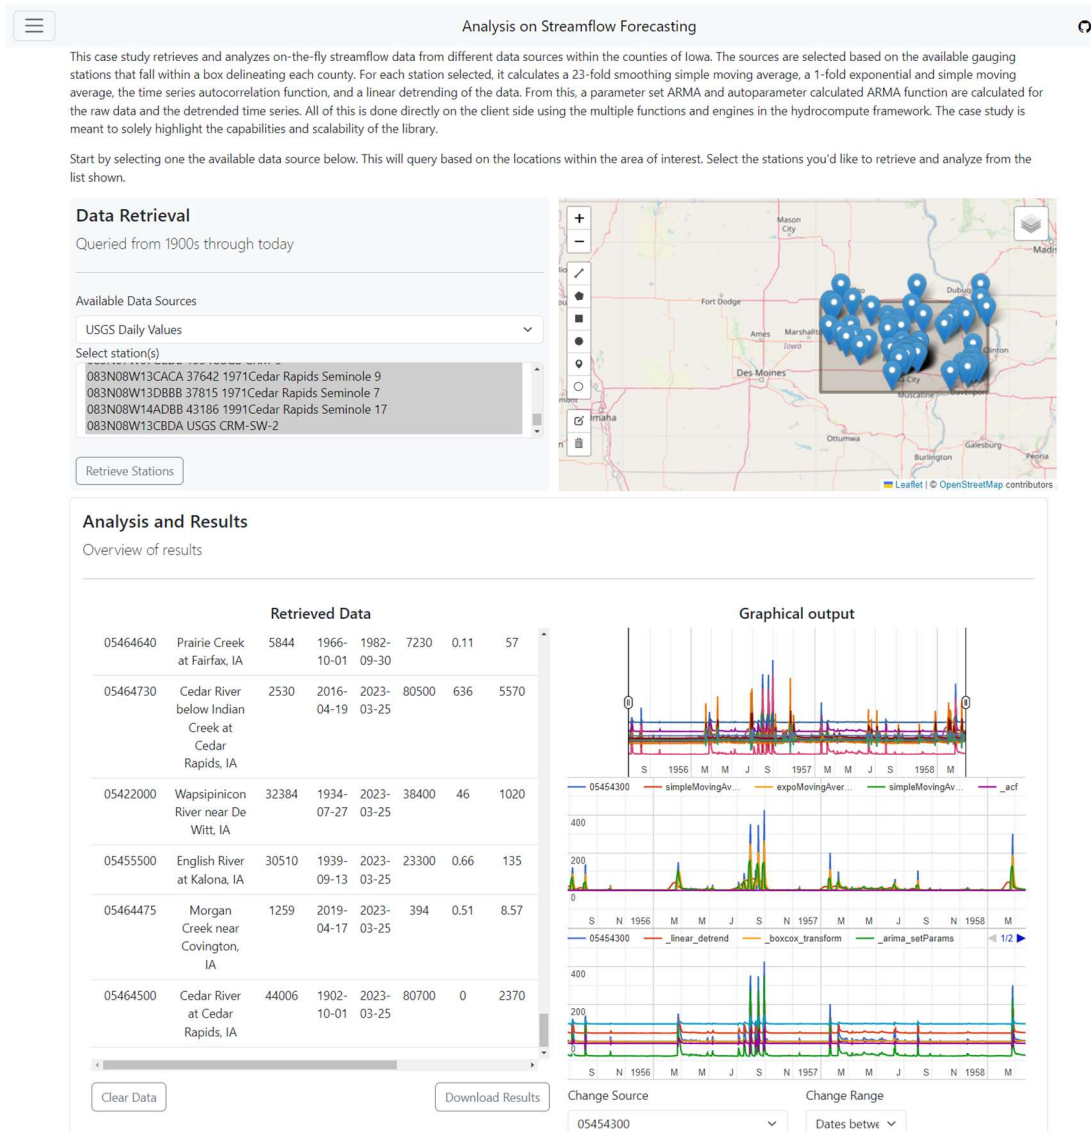 Analysis on Streamflow Forecasting
This case study retrieves and analyzes on-the-fly streamflow data from different data sources within the counties of Iowa. The sources are selected based on the available gauging
stations that fall within a box delineating each county. For each station selected, it calculates a 23-fold smoothing simple moving average, a 1-fold exponential and simple moving
average, the time series autocorrelation function, and a linear detrending of the data. From this, a parameter set ARMA and autoparameter calculated ARMA function are calculated for
the raw data and the detrended time series. All of this is done directly on the client side using the multiple functions and engines in the hydrocompute framework. The case study is
meant to solely highlight the capabilities and scalability of the library.
Start by selecting one the available data source below. This will query based on the locations within the area of interest. Select the stations you'd like to retrieve and analyze from the
list shown.
Data Retrieval
Queried from 1900s through today
Available Data Sources
USGS Daily Values
Select station(s)
083N08W13CACA 37642 1971Cedar Rapids Seminole 9
083N08W13DBBB 37815 1971Cedar Rapids Seminole 7
083N08W14ADBB 43186 1991Cedar Rapids Seminole 17
083N08W13CBDA USGS CRM-SW-2
Retrieve Stations
+
−
Mason
City
Madis
Fort Dodge
Dubuq
Ames
Marshallt
Iowa
Des Moines
Clinton
a City
Muscatine
Davenport
maha
Ottumwa
Galesburg
Burlington
Peoria
Leaflet | © OpenStreetMap contributors
Analysis and Results
Overview of results
Retrieved Data
05464640 Prairie Creek 5844 1966- 1982- 7230 0.11 57
at Fairfax, IA 10-01 09-30
05464730 Cedar River 2530 2016- 2023- 80500 636 5570
below Indian 04-19 03-25
Creek at
Cedar
Rapids, IA
05422000 Wapsipinicon 32384 1934- 2023- 38400 46 1020
River near De 07-27 03-25
Witt, IA
05455500 English River 30510 1939- 2023- 23300 0.66 135
at Kalona, IA 09-13 03-25
05464475 Morgan 1259 2019- 2023- 394 0.51 8.57
Creek near 04-17 03-25
Covington,
IA
05464500 Cedar River 44006 1902- 2023- 80700 0 2370
at Cedar 10-01 03-25
Rapids, IA
Clear Data
Download Results
Graphical output
S 1956 M M J S 1957 M M J S 1958 M
05454300 simpleMovingAv... expoMovingAver... simpleMovingAv... _acf
400
200
0
S N 1956 M M J S N 1957 M M J S N 1958 M
05454300 _linear_detrend _boxcox_transform _arima_setParams 1/2
400
200
0
S N 1956 M M J S N 1957 M M J S N 1958 M
Change Source
05454300
Change Range
Dates betwe